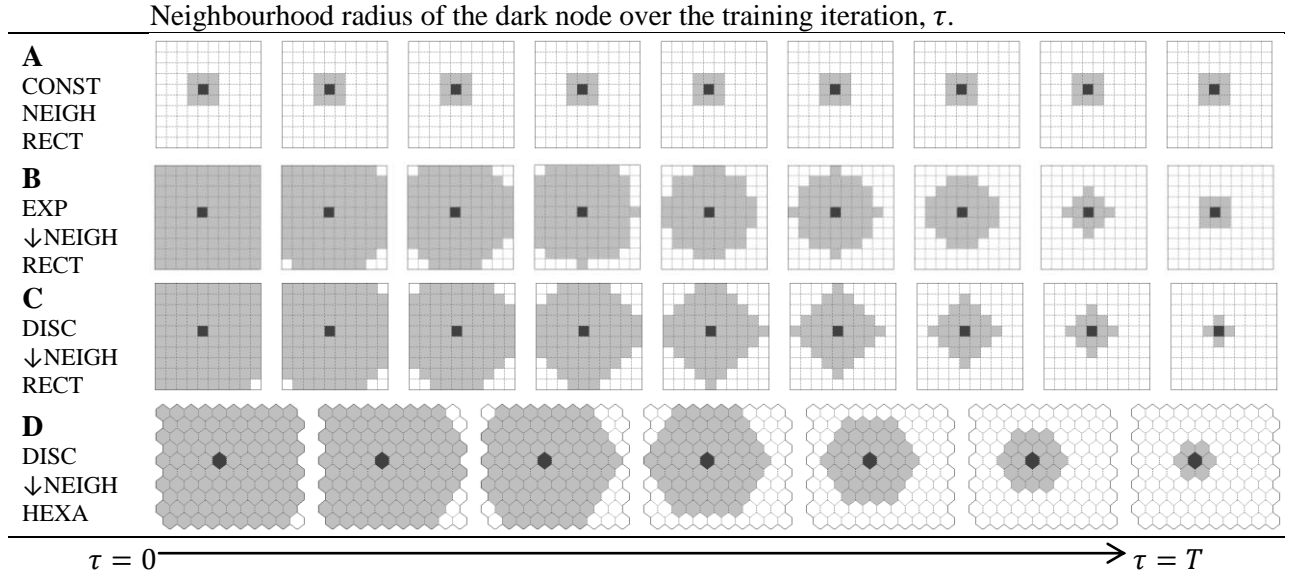 Neighbourhood radius of the dark node over the training iteration, τ.
A
CONST
NEIGH
RECT
B
EXP
↓NEIGH
RECT
C
DISC
↓NEIGH
RECT
D
DISC
↓NEIGH
HEXA
τ = 0 τ = T